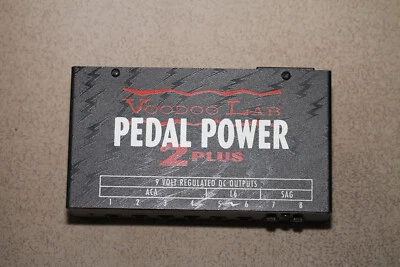 VOODOO LAB
PEDAL POWER
2 PLUS
9 VOLT REGULATED DC OUTPUTS
ACA L6 SAG
1 2 3 4 5 6 7 8